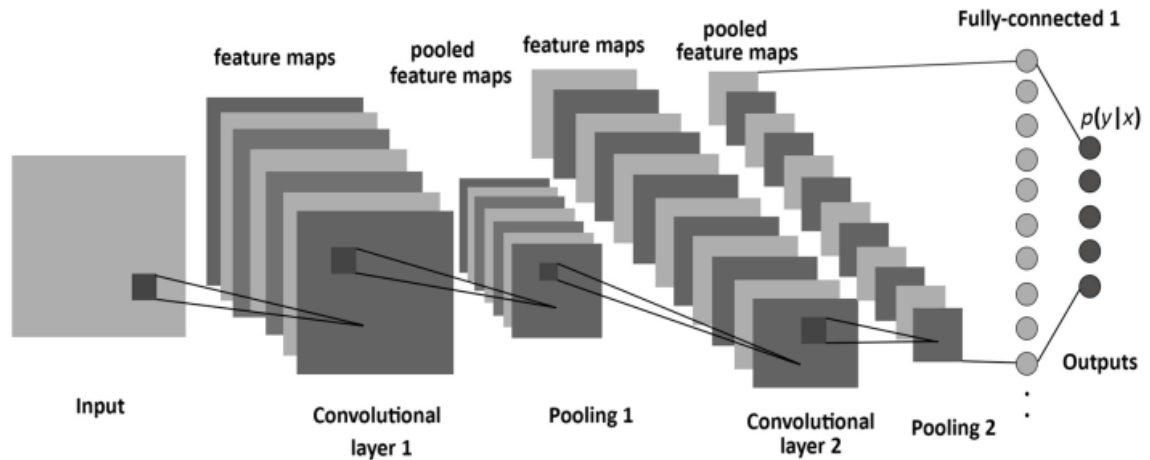 Fully-connected 1
feature maps
pooled
feature maps
feature maps
pooled
feature maps
p(y|x)
Input
Convolutional
layer 1
Pooling 1
Convolutional
layer 2
Pooling 2
Outputs